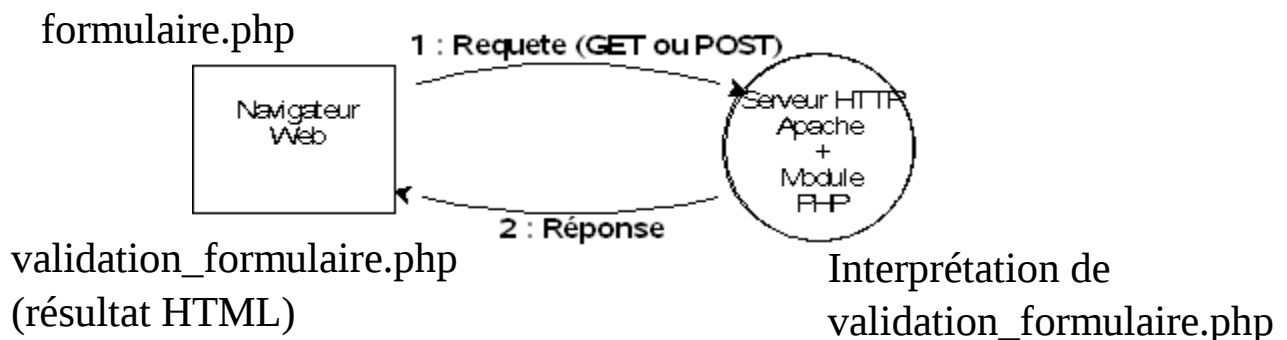 formulaire.php
1 : Requete (GET ou POST)
Navigateur
Web
Serveur HTTP
Apache
+
Module
PHP
2 : Réponse
validation_formulaire.php
(résultat HTML)
Interprétation de
validation_formulaire.php